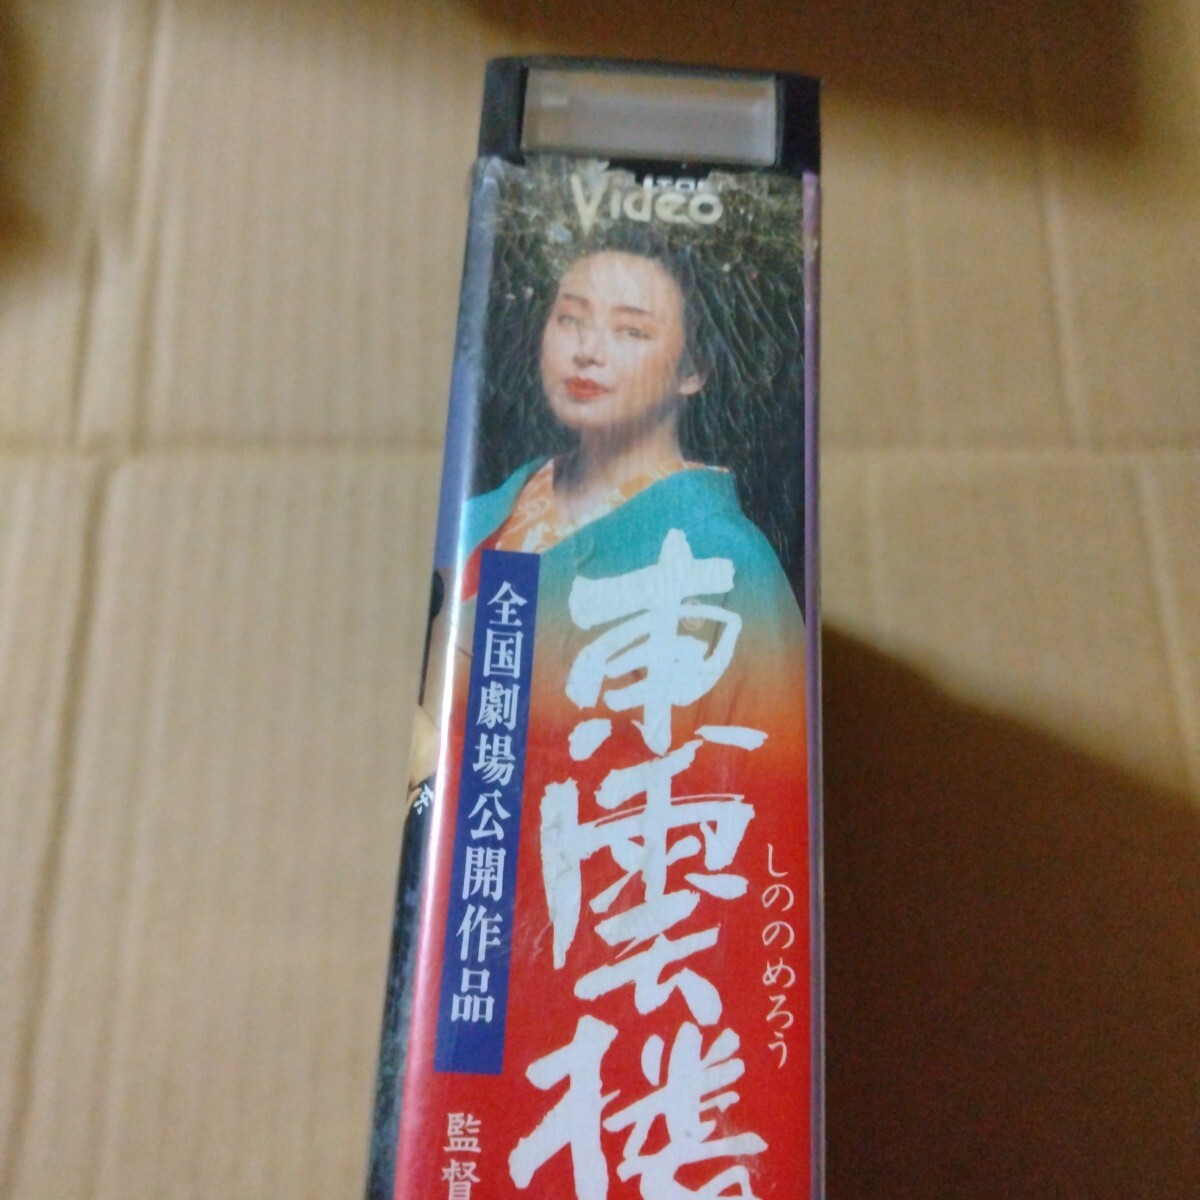 Video
東雲楼
しののめろう
全国劇場公開作品
監督